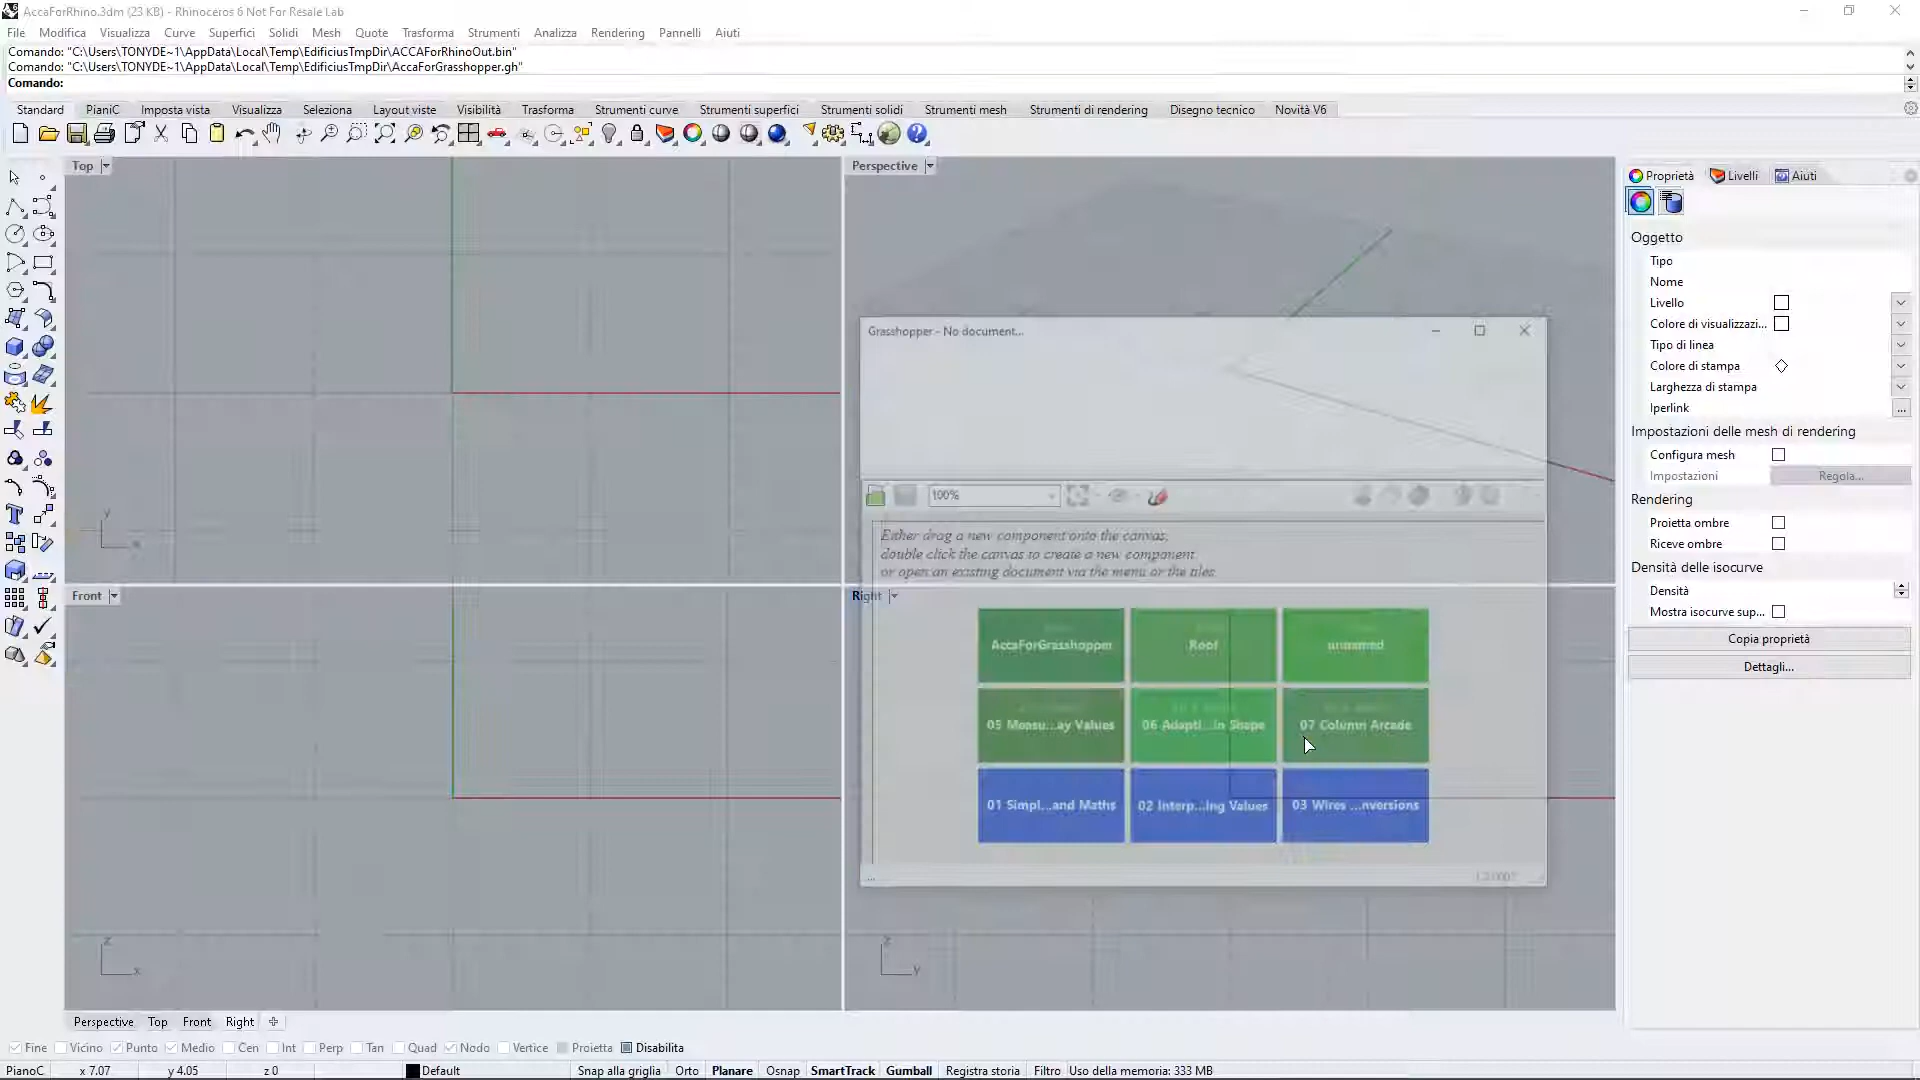 AccaForRhino.3dm (23 KB) - Rhinoceros 6 Not For Resale Lab
File Modifica Visualizza Curve Superfici Solidi Mesh Quote Trasforma Strumenti Analizza Rendering Pannelli Aiuti
Comando: "C:\Users\TONYDE~1\AppData\Local\Temp\EdificiusTmpDir\ACCAForRhinoOut.bin"
Comando: "C:\Users\TONYDE~1\AppData\Local\Temp\EdificiusTmpDir\AccaForGrasshopper.gh"
Comando:
Standard PianiC Imposta vista Visualizza Seleziona Layout viste Visibilità Trasforma Strumenti curve Strumenti superfici Strumenti solidi Strumenti mesh Strumenti di rendering Disegno tecnico Novità V6
Top
Perspective
Proprietà Livelli Aiuti
Oggetto
Tipo
Nome
Livello
Colore di visualizzazi...
Tipo di linea
Colore di stampa
Larghezza di stampa
Iperlink ...
Impostazioni delle mesh di rendering
Configura mesh
Impostazioni Regola...
Rendering
Proietta ombre
Riceve ombre
Densità delle isocurve
Densità
Mostra isocurve sup...
Copia proprietà
Dettagli...
Grasshopper - No document...
100%
Either drag a new component onto the canvas,
double click the canvas to create a new component
or open an existing document via the menu or the tiles
AccaForGrasshopper Roof unnamed
05 Measu...ay Values 06 Adapti...in Shape 07 Column Arcade
01 Simpl...and Maths 02 Interp...ing Values 03 Wires ...nversions
...
y
x
Front
Right
z
x
z
y
Perspective Top Front Right
Fine Vicino Punto Medio Cen Int Perp Tan Quad Nodo Vertice Proietta Disabilita
PianoC x 7.07 y 4.05 z 0 Default Snap alla griglia Orto Planare Osnap SmartTrack Gumball Registra storia Filtro Uso della memoria: 333 MB